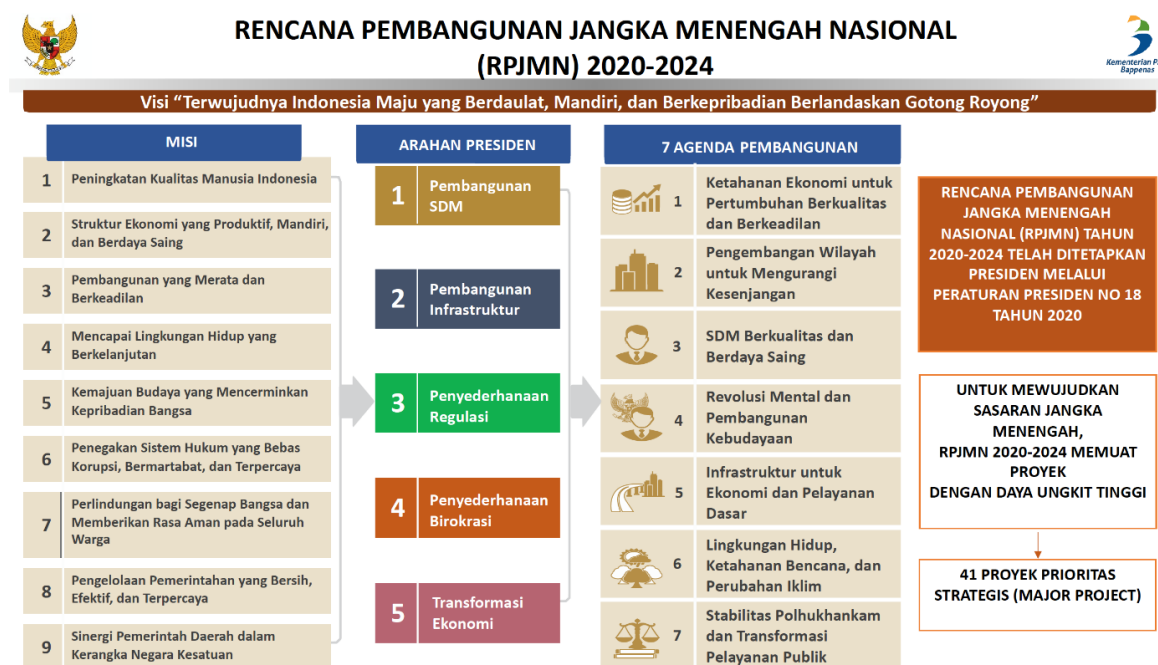 RENCANA PEMBANGUNAN JANGKA MENENGAH NASIONAL
(RPJMN) 2020-2024
Kementerian P
Bappenas
Visi “Terwujudnya Indonesia Maju yang Berdaulat, Mandiri, dan Berkepribadian Berlandaskan Gotong Royong”
MISI
1
Peningkatan Kualitas Manusia Indonesia
2
Struktur Ekonomi yang Produktif, Mandiri,
dan Berdaya Saing
3
Pembangunan yang Merata dan
Berkeadilan
4
Mencapai Lingkungan Hidup yang
Berkelanjutan
5
Kemajuan Budaya yang Mencerminkan
Kepribadian Bangsa
6
Penegakan Sistem Hukum yang Bebas
Korupsi, Bermartabat, dan Terpercaya
7
Perlindungan bagi Segenap Bangsa dan
Memberikan Rasa Aman pada Seluruh
Warga
8
Pengelolaan Pemerintahan yang Bersih,
Efektif, dan Terpercaya
9
Sinergi Pemerintah Daerah dalam
Kerangka Negara Kesatuan
ARAHAN PRESIDEN
1
Pembangunan
SDM
2
Pembangunan
Infrastruktur
3
Penyederhanaan
Regulasi
4
Penyederhanaan
Birokrasi
5
Transformasi
Ekonomi
7 AGENDA PEMBANGUNAN
1
Ketahanan Ekonomi untuk
Pertumbuhan Berkualitas
dan Berkeadilan
2
Pengembangan Wilayah
untuk Mengurangi
Kesenjangan
3
SDM Berkualitas dan
Berdaya Saing
4
Revolusi Mental dan
Pembangunan
Kebudayaan
5
Infrastruktur untuk
Ekonomi dan Pelayanan
Dasar
6
Lingkungan Hidup,
Ketahanan Bencana, dan
Perubahan Iklim
7
Stabilitas Polhukhankam
dan Transformasi
Pelayanan Publik
RENCANA PEMBANGUNAN
JANGKA MENENGAH
NASIONAL (RPJMN) TAHUN
2020-2024 TELAH DITETAPKAN
PRESIDEN MELALUI
PERATURAN PRESIDEN NO 18
TAHUN 2020
UNTUK MEWUJUDKAN
SASARAN JANGKA
MENENGAH,
RPJMN 2020-2024 MEMUAT
PROYEK
DENGAN DAYA UNGKIT TINGGI
41 PROYEK PRIORITAS
STRATEGIS (MAJOR PROJECT)